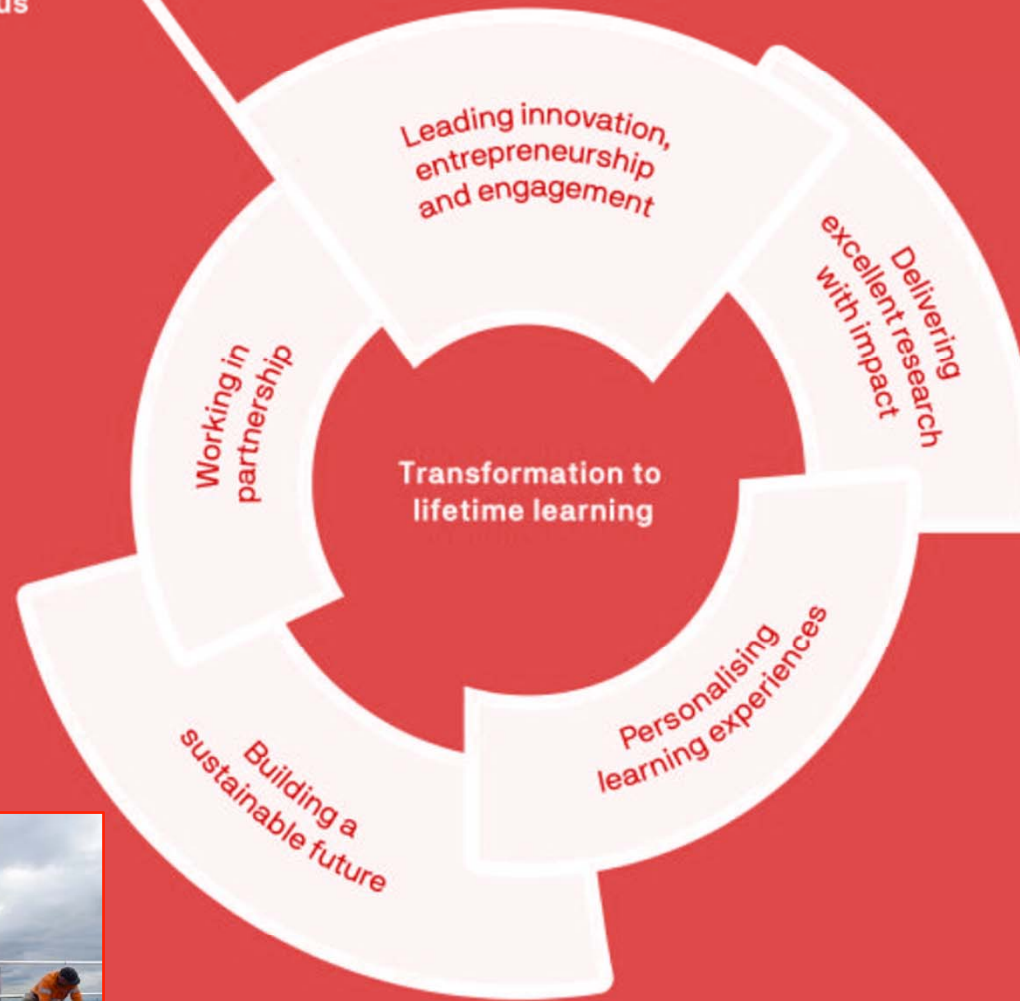 us
Leading innovation,
entrepreneurship
and engagement
Delivering
excellent research
with impact
Working in
partnership
Transformation to
lifetime learning
Personalising
learning experiences
Building a
sustainable future